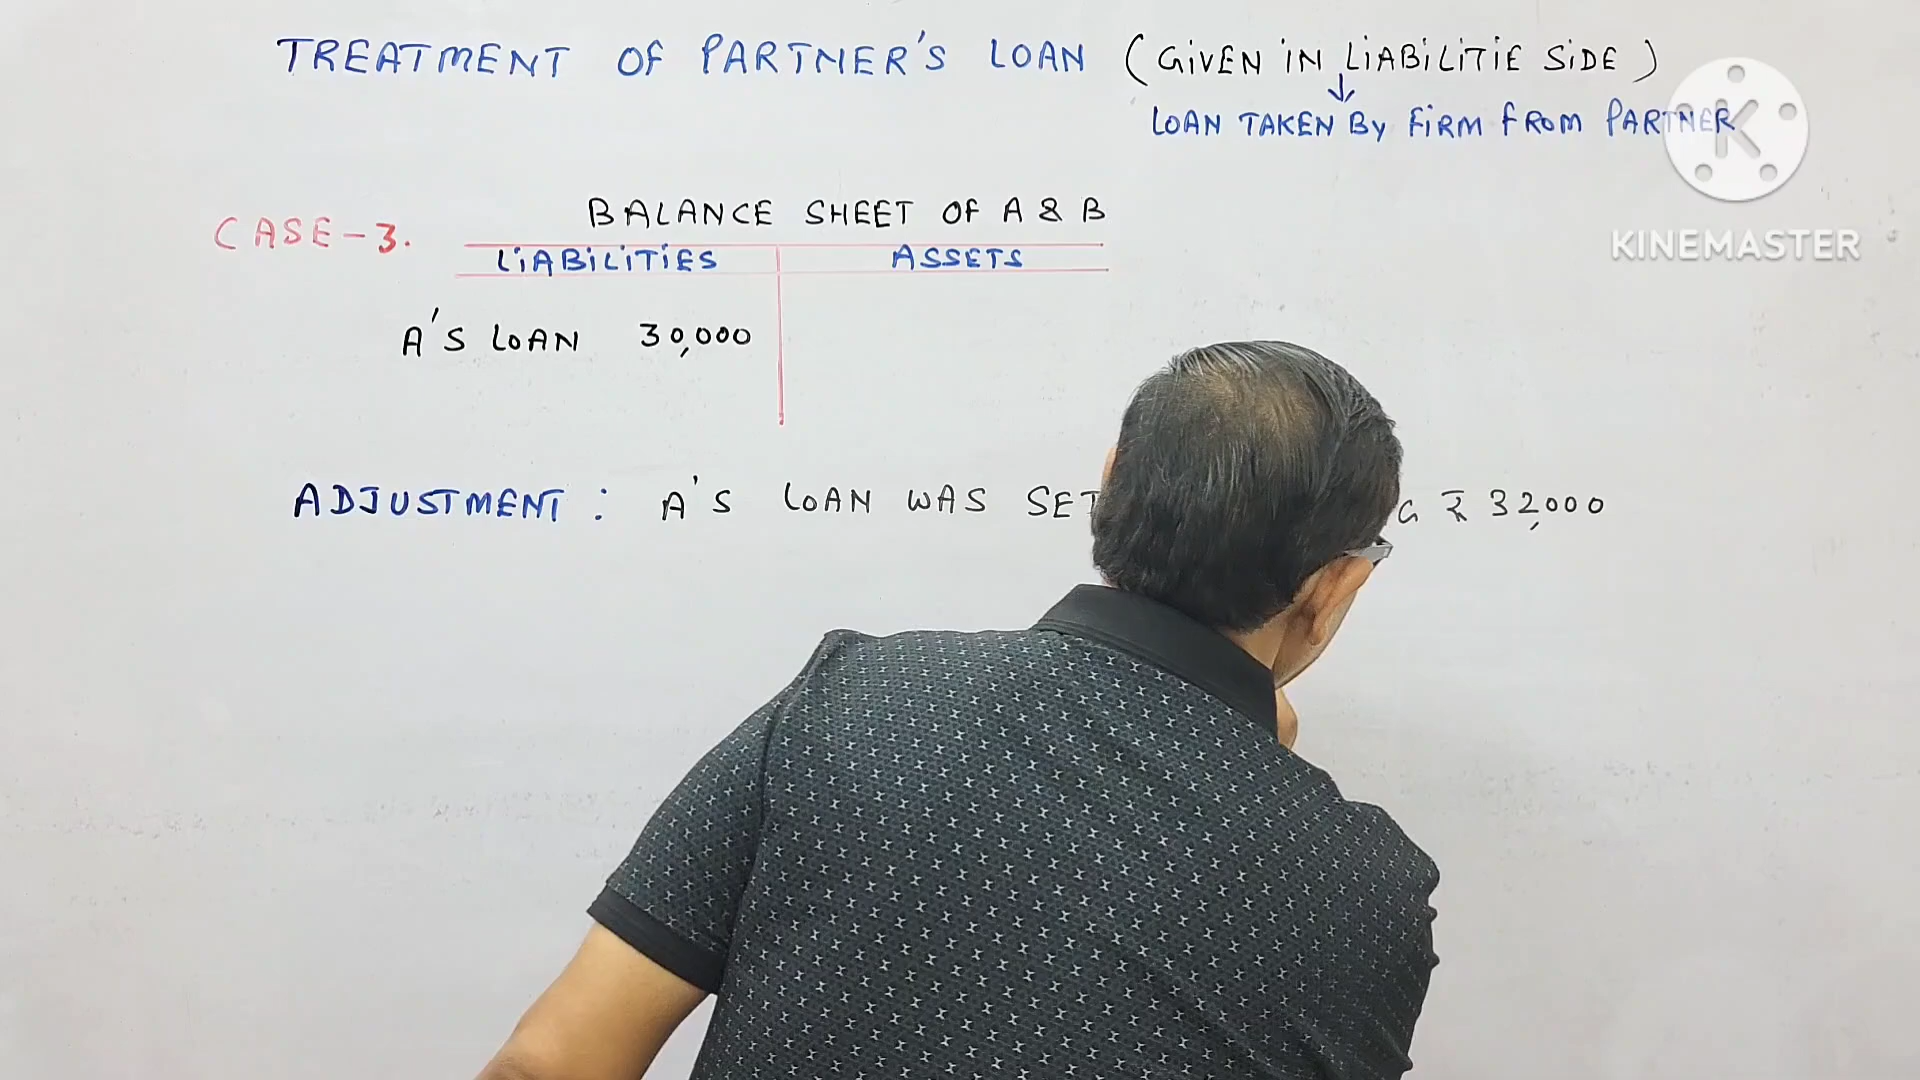 TREATMENT OF PARTNER'S LOAN (GIVEN IN LIABILITIE SIDE)
LOAN TAKEN BY FIRM FROM PARTNER
KINEMASTER
BALANCE SHEET OF A & B
CASE-3.
LIABILITIES ASSETS
A'S LOAN 30,000
ADJUSTMENT : A'S LOAN WAS ₹ 32,000